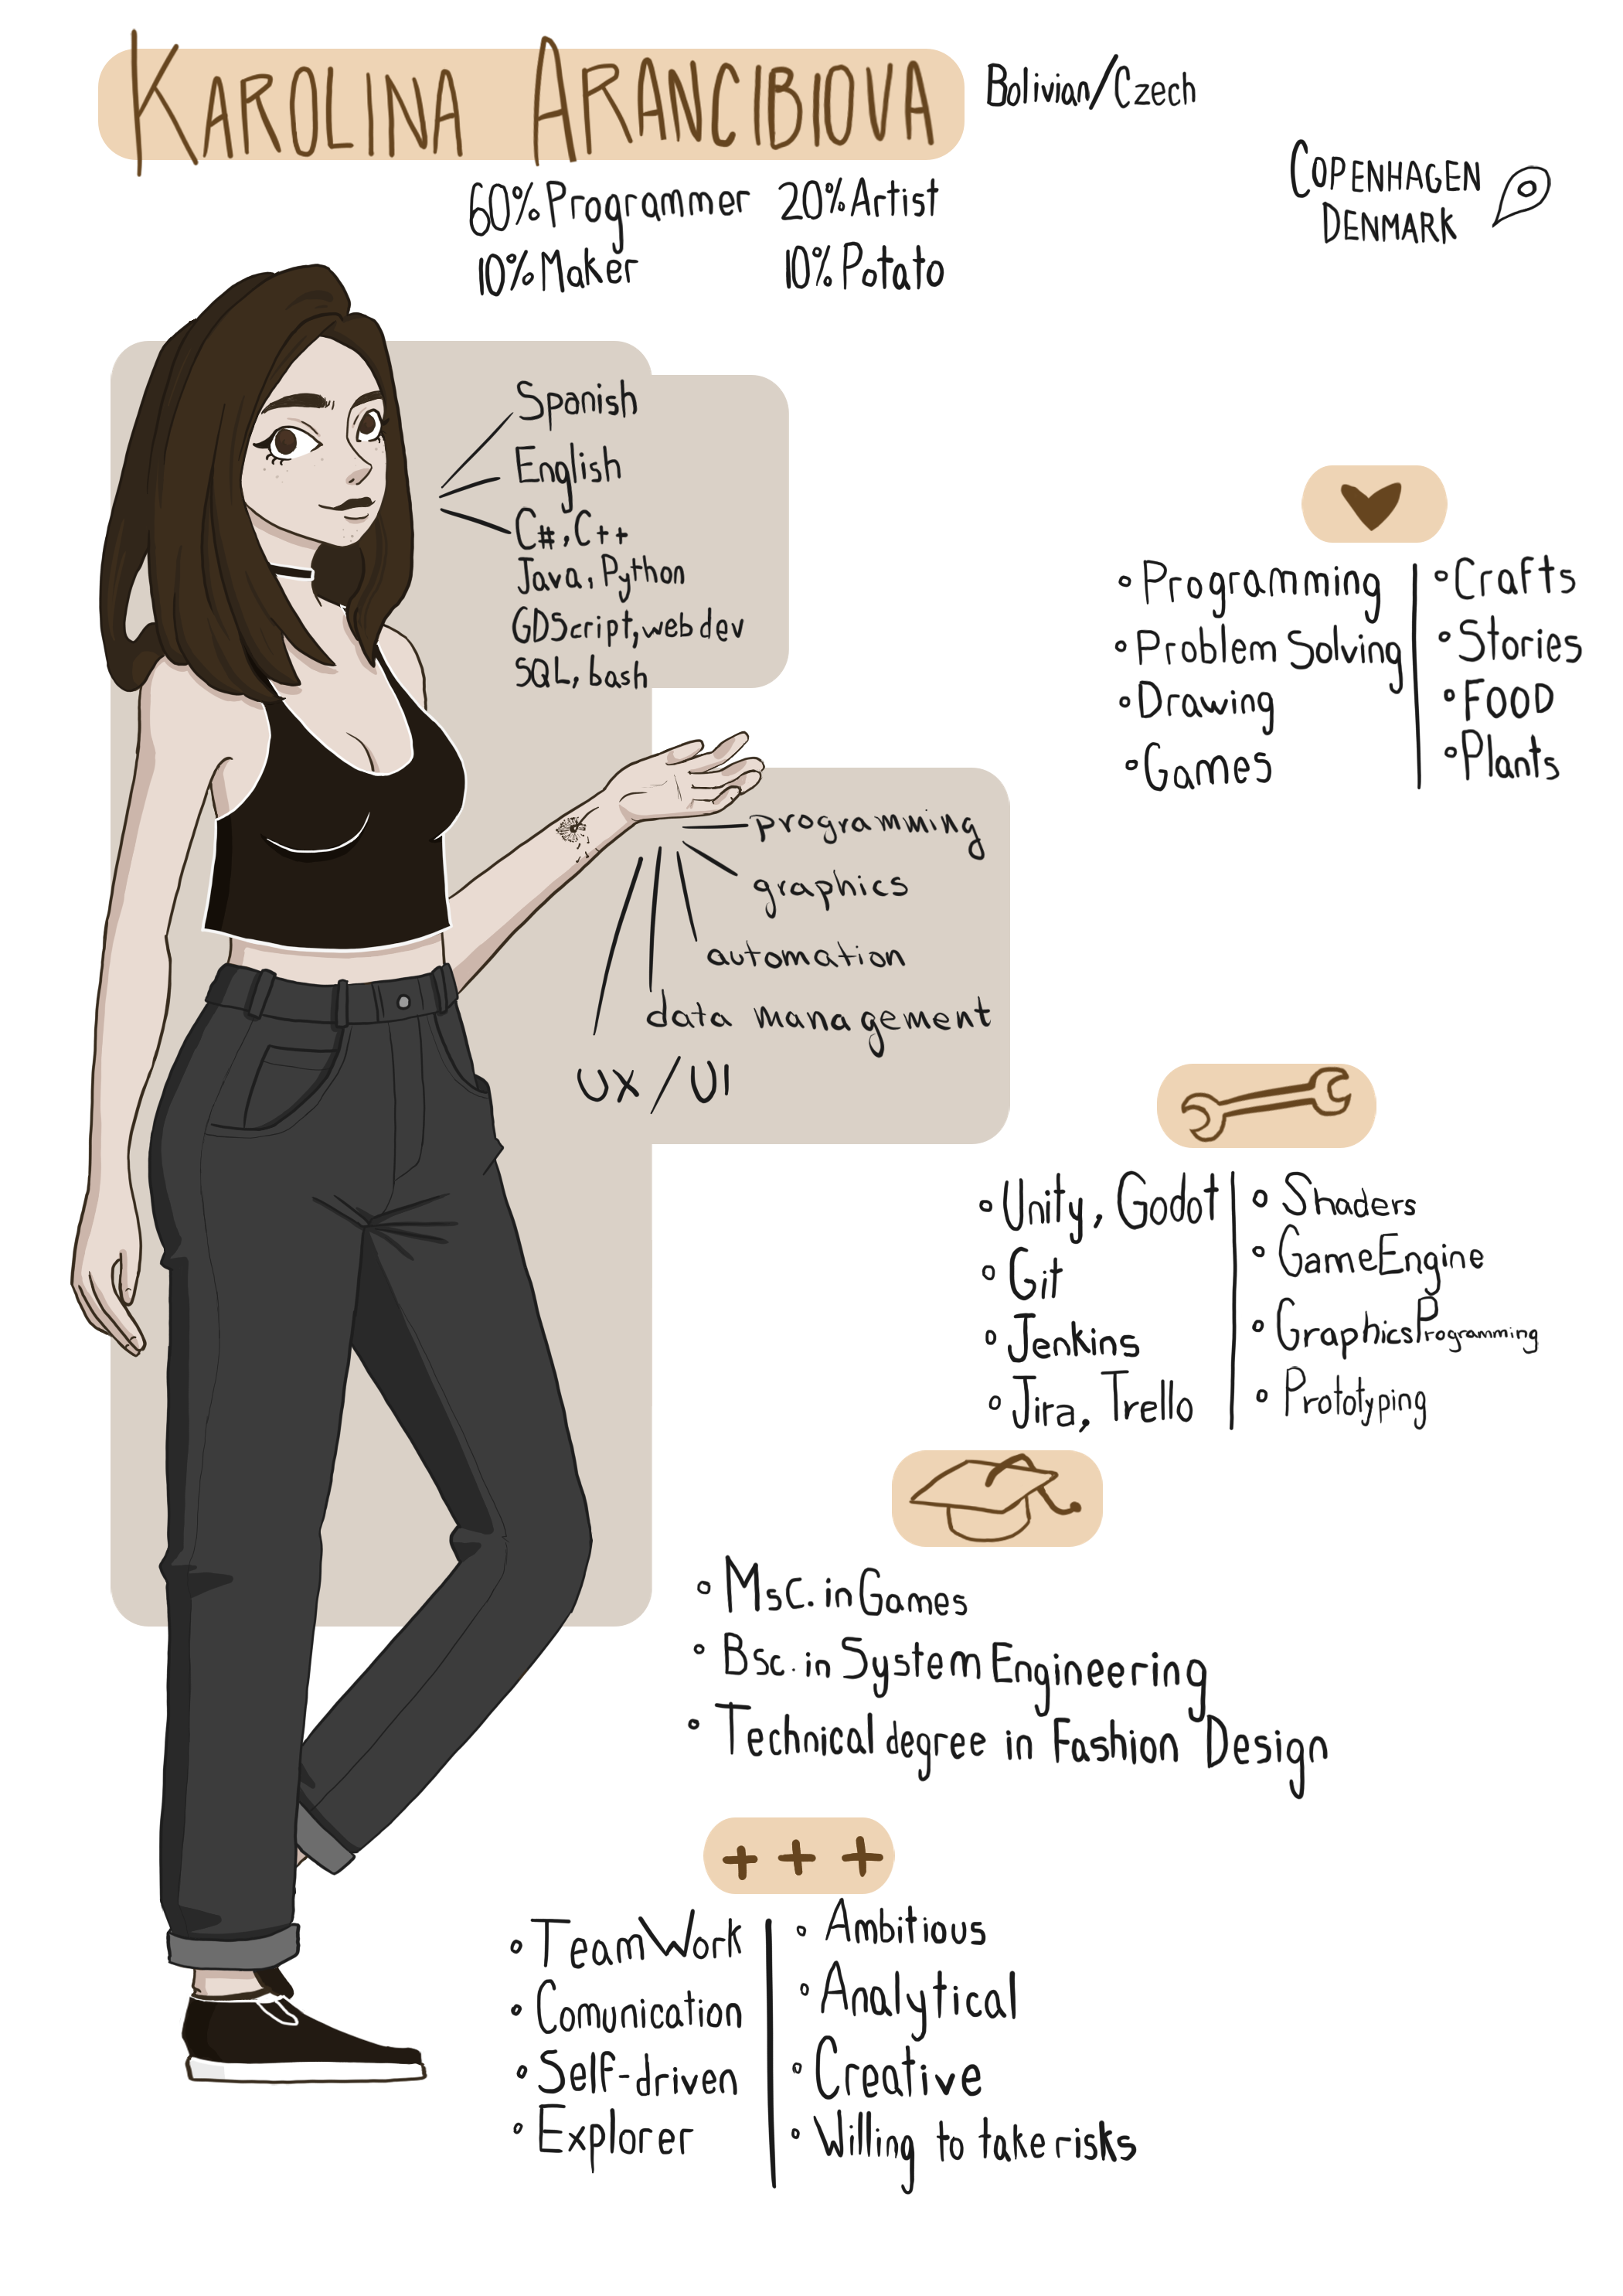 KAROLINA ARANCIBIOVA
Bolivian/Czech
COPENHAGEN
DENMARK
60% Programmer 20% Artist
10% Maker 10% Potato
Spanish
English
C#, C++
Java, Python
GDScript, web dev
SQL, bash
programming
graphics
automation
data management
UX / UI
Programming
Problem Solving
Drawing
Games
Crafts
Stories
FOOD
Plants
Unity, Godot
Git
Jenkins
Jira, Trello
Shaders
GameEngine
GraphicsProgramming
Prototyping
MsC. in Games
Bsc. in System Engineering
Technical degree in Fashion Design
+ + +
TeamWork
Comunication
Self-driven
Explorer
Ambitious
Analytical
Creative
Willing to take risks